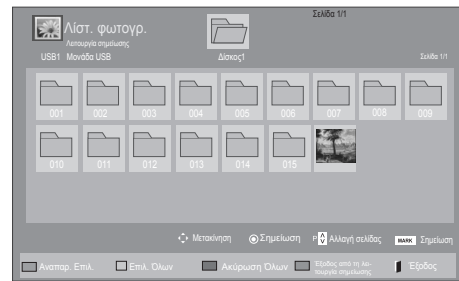 Σελίδα 1/1
Λίστ. φωτογρ.
Λειτουργία σημείωσης
USB1 Μονάδα USB
Δίσκος1
Σελίδα 1/1
001 002 003 004 005 006 007 008 009
010 011 012 013 014 015
Μετακίνηση Σημείωση P Αλλαγή σελίδας MARK Σημείωση
Αναπαρ. Επιλ. Επιλ. Όλων Ακύρωση Όλων Έξοδος από τη λει-
τουργία σημείωσης Έξοδος